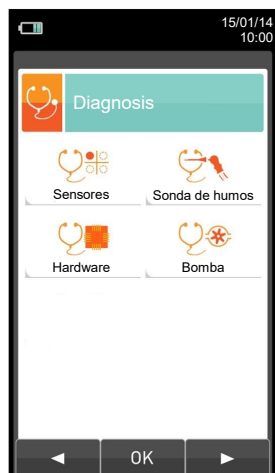 15/01/14
10:00
Diagnosis
Sensores
Sonda de humos
Hardware
Bomba
OK